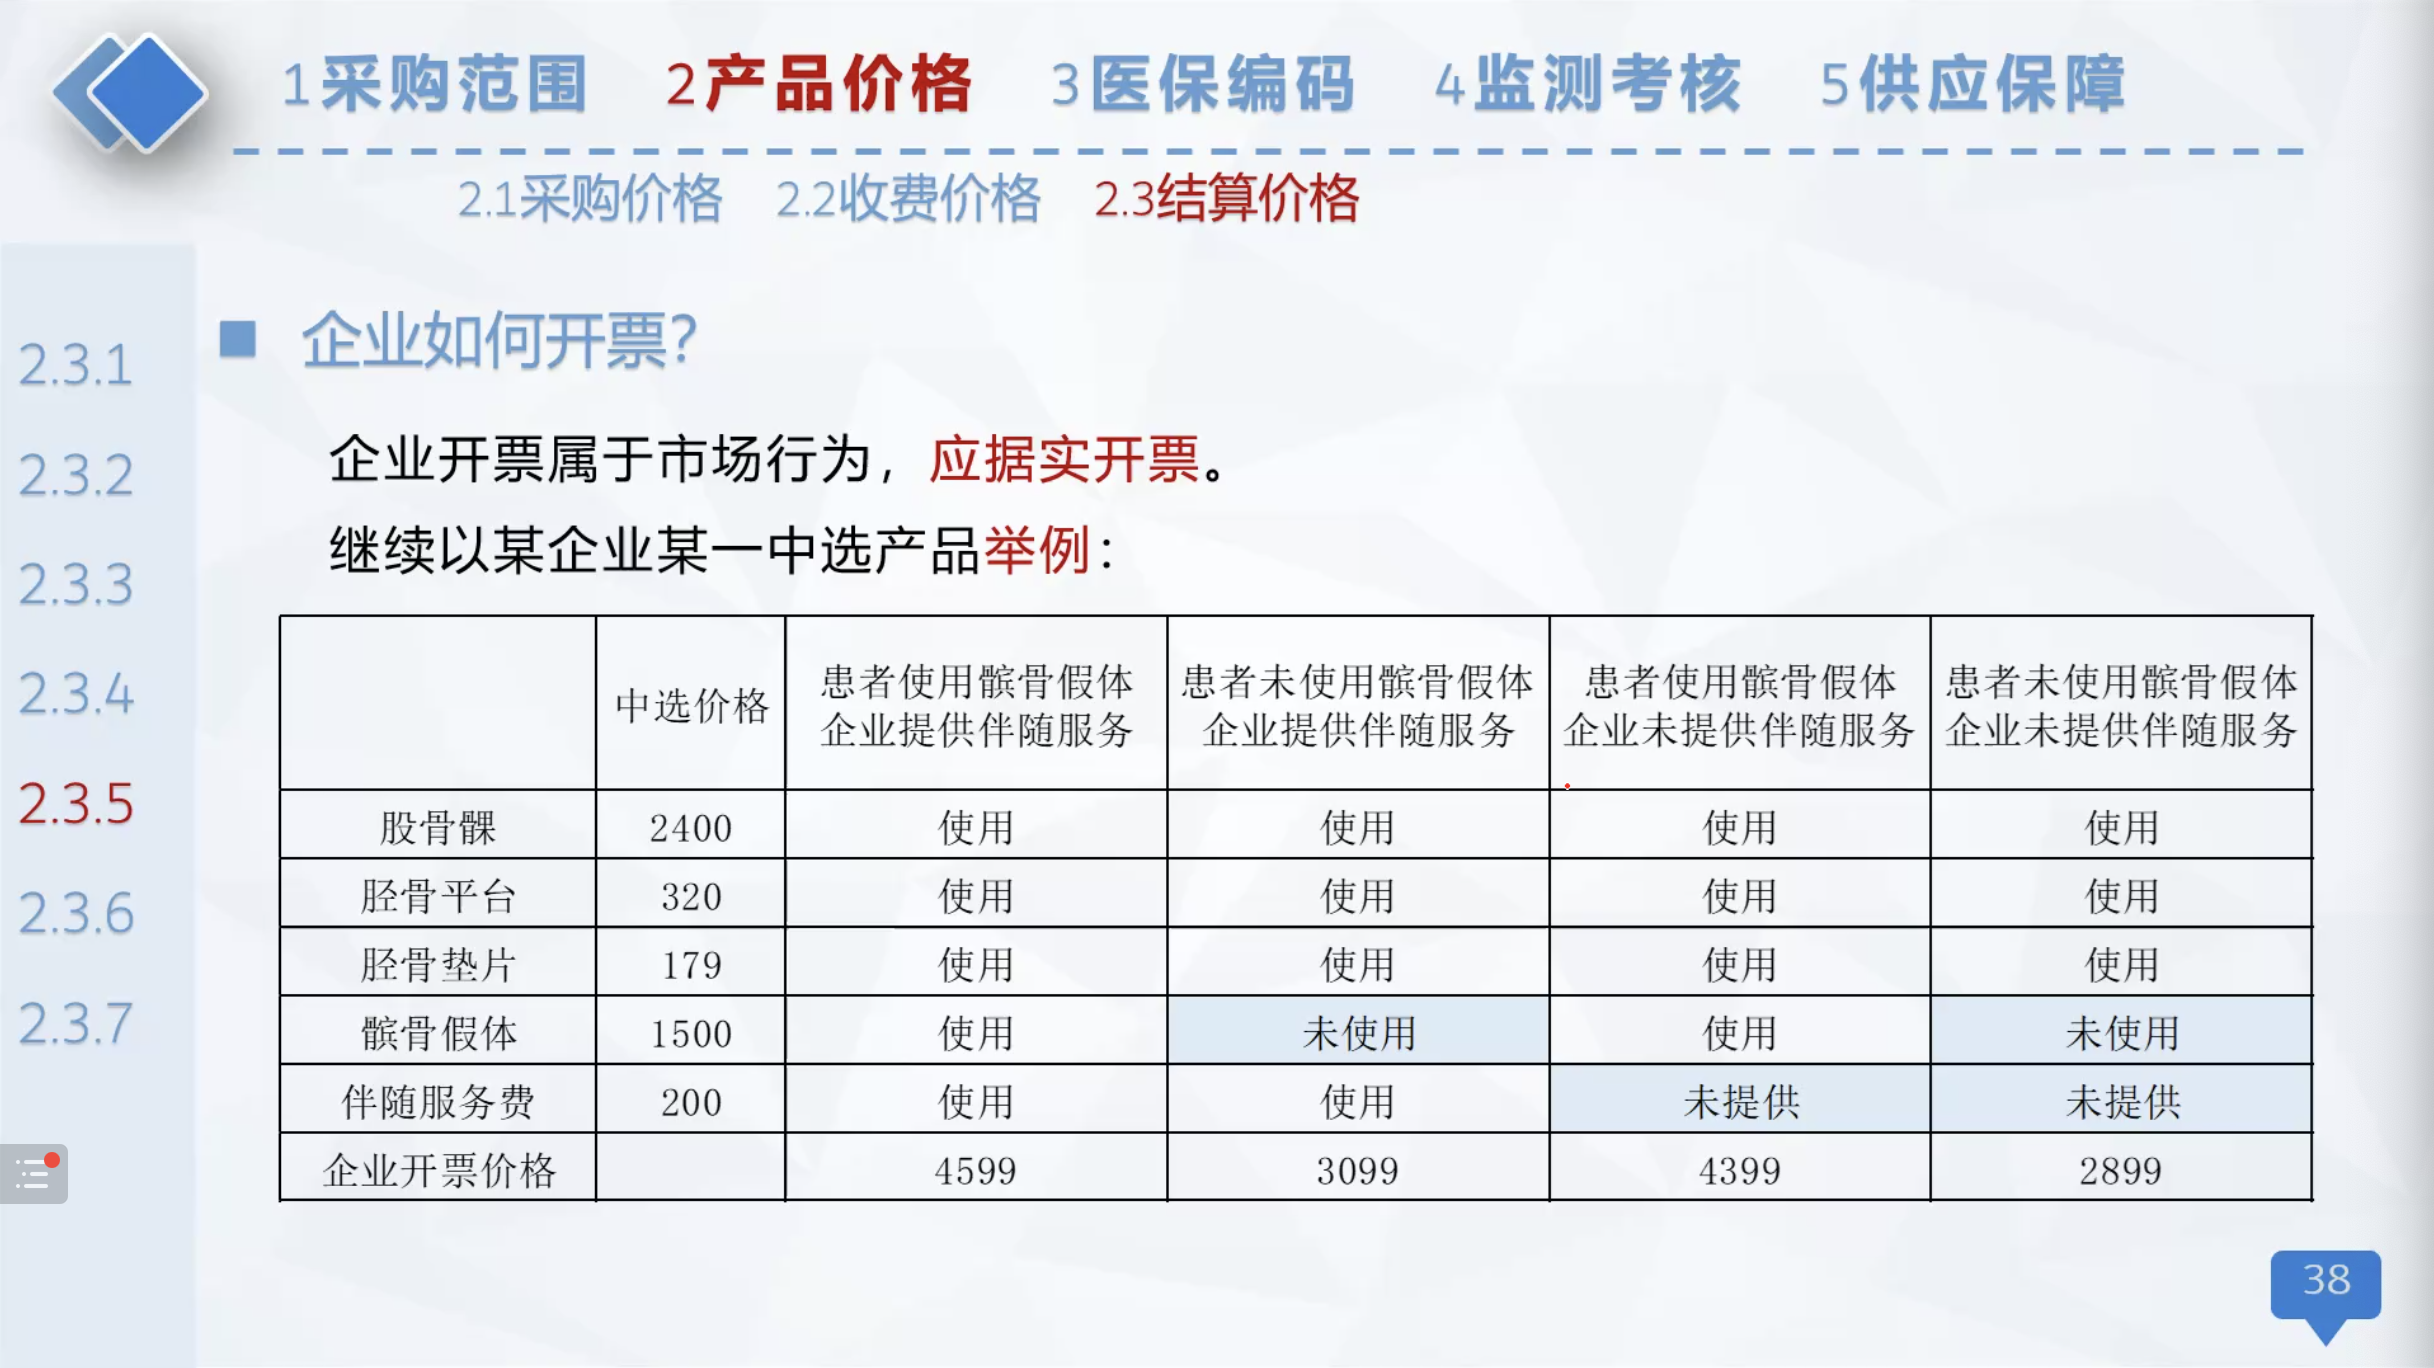 1采购范围 2产品价格 3医保编码 4监测考核 5供应保障
2.1采购价格 2.2收费价格 2.3结算价格
2.3.1
2.3.2
2.3.3
2.3.4
2.3.5
2.3.6
2.3.7
企业如何开票?
企业开票属于市场行为，应据实开票。
继续以某企业某一中选产品举例：
中选价格 患者使用髌骨假体 患者未使用髌骨假体 患者使用髌骨假体 患者未使用髌骨假体
企业提供伴随服务 企业提供伴随服务 企业未提供伴随服务 企业未提供伴随服务
股骨髁 2400 使用 使用 使用 使用
胫骨平台 320 使用 使用 使用 使用
胫骨垫片 179 使用 使用 使用 使用
髌骨假体 1500 使用 未使用 使用 未使用
伴随服务费 200 使用 使用 未提供 未提供
企业开票价格 4599 3099 4399 2899
38